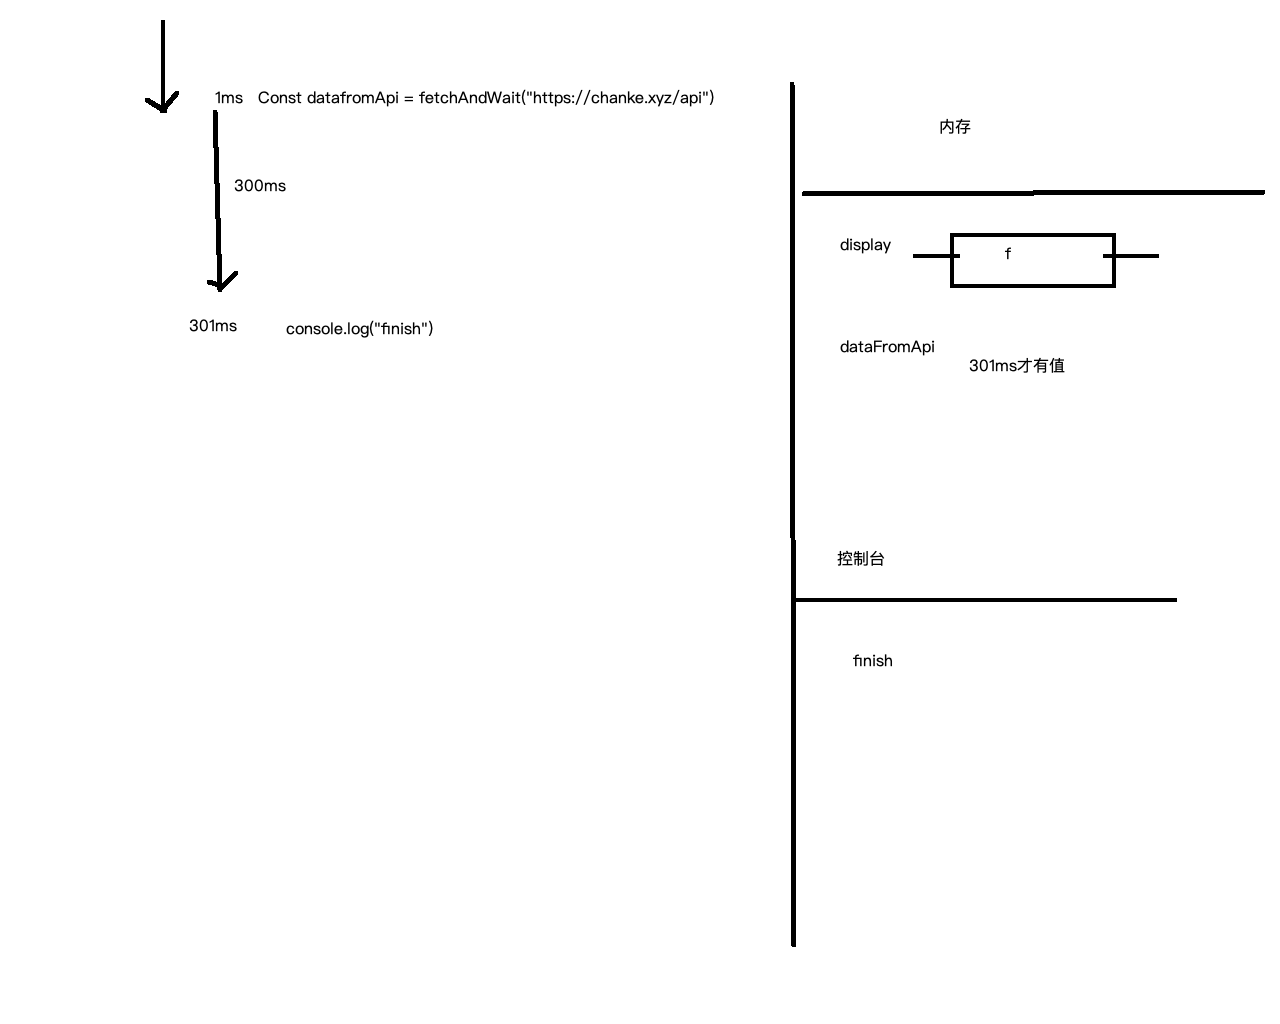 1ms Const datafromApi = fetchAndWait("https://chanke.xyz/api")
300ms
301ms console.log("finish")
内存
display f
dataFromApi
301ms才有值
控制台
finish